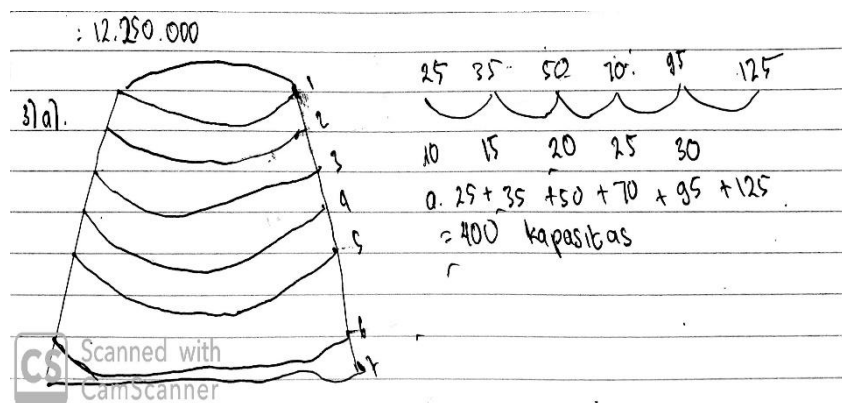 : 12.250.000
3) a).
1
2
3
4
5
6
7
25 35 50 70. 95 125
10 15 20 25 30
a. 25 + 35 + 50 + 70 + 95 + 125
= 400 kapasitas
CS Scanned with
CamScanner